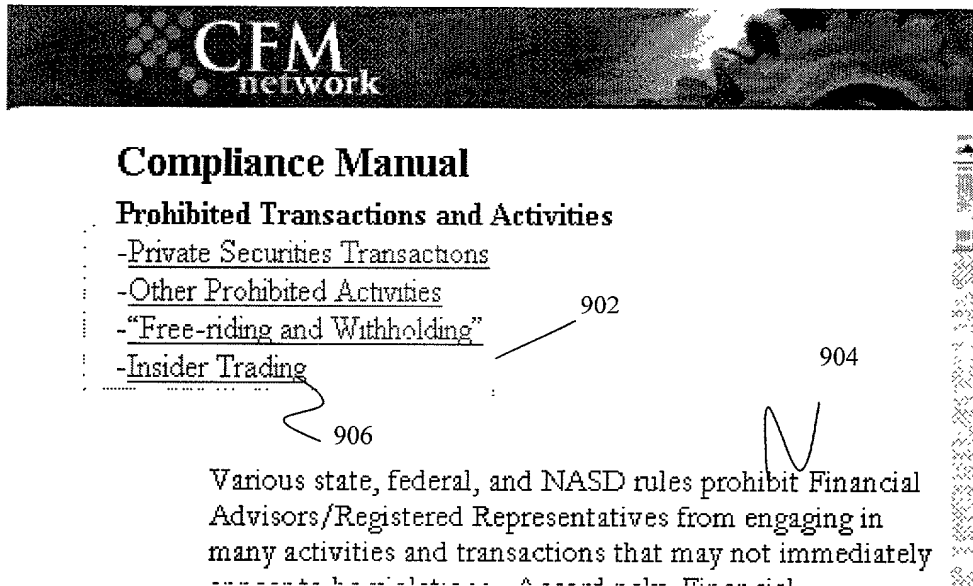 CFM
network
Compliance Manual
Prohibited Transactions and Activities
-Private Securities Transactions
-Other Prohibited Activities
-“Free-riding and Withholding”
-Insider Trading
902
904
906
Various state, federal, and NASD rules prohibit Financial
Advisors/Registered Representatives from engaging in
many activities and transactions that may not immediately